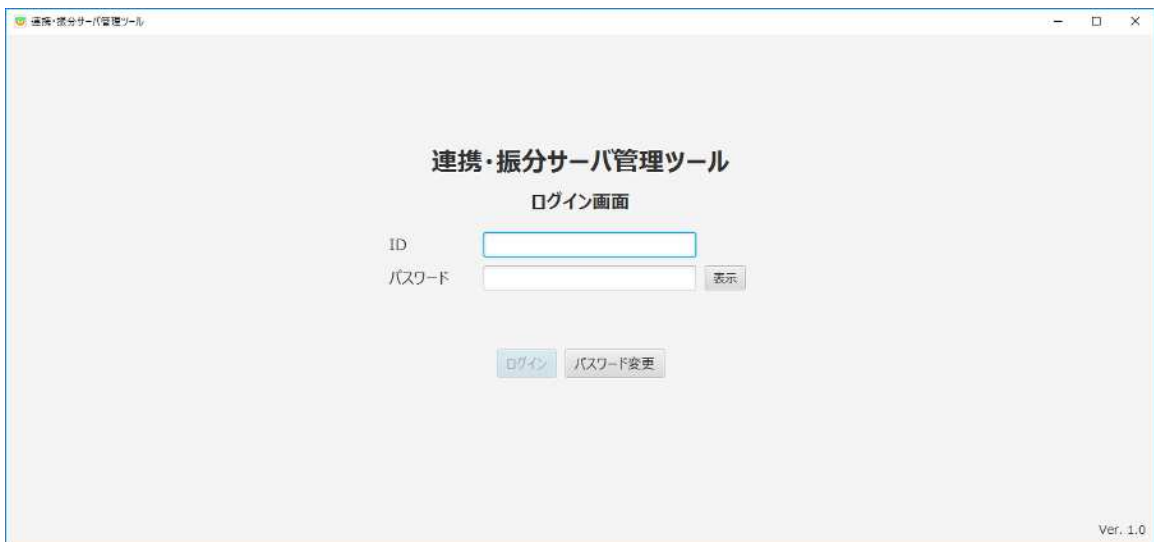 連携・振分サーバ管理ツール
連携・振分サーバ管理ツール
ログイン画面
ID
パスワード 表示
ログイン パスワード変更
Ver. 1.0